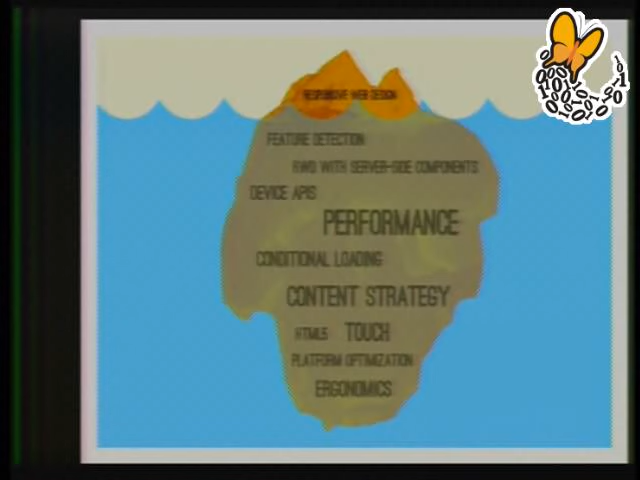 RESPONSIVE WEB DESIGN
FEATURE DETECTION
RWD WITH SERVER-SIDE COMPONENTS
DEVICE APIS
PERFORMANCE
CONDITIONAL LOADING
CONTENT STRATEGY
HTML5 TOUCH
PLATFORM OPTIMIZATION
ERGONOMICS